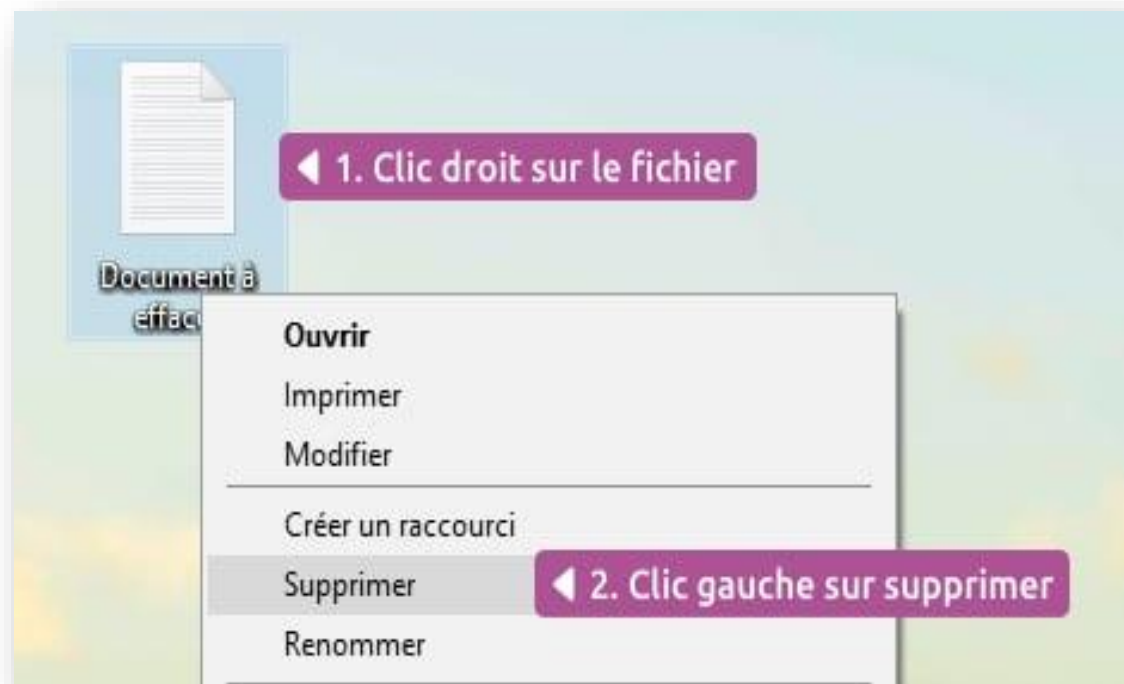 1. Clic droit sur le fichier
Document à
Ouvrir
Imprimer
Modifier
Créer un raccourci
Supprimer
2. Clic gauche sur supprimer
Renommer